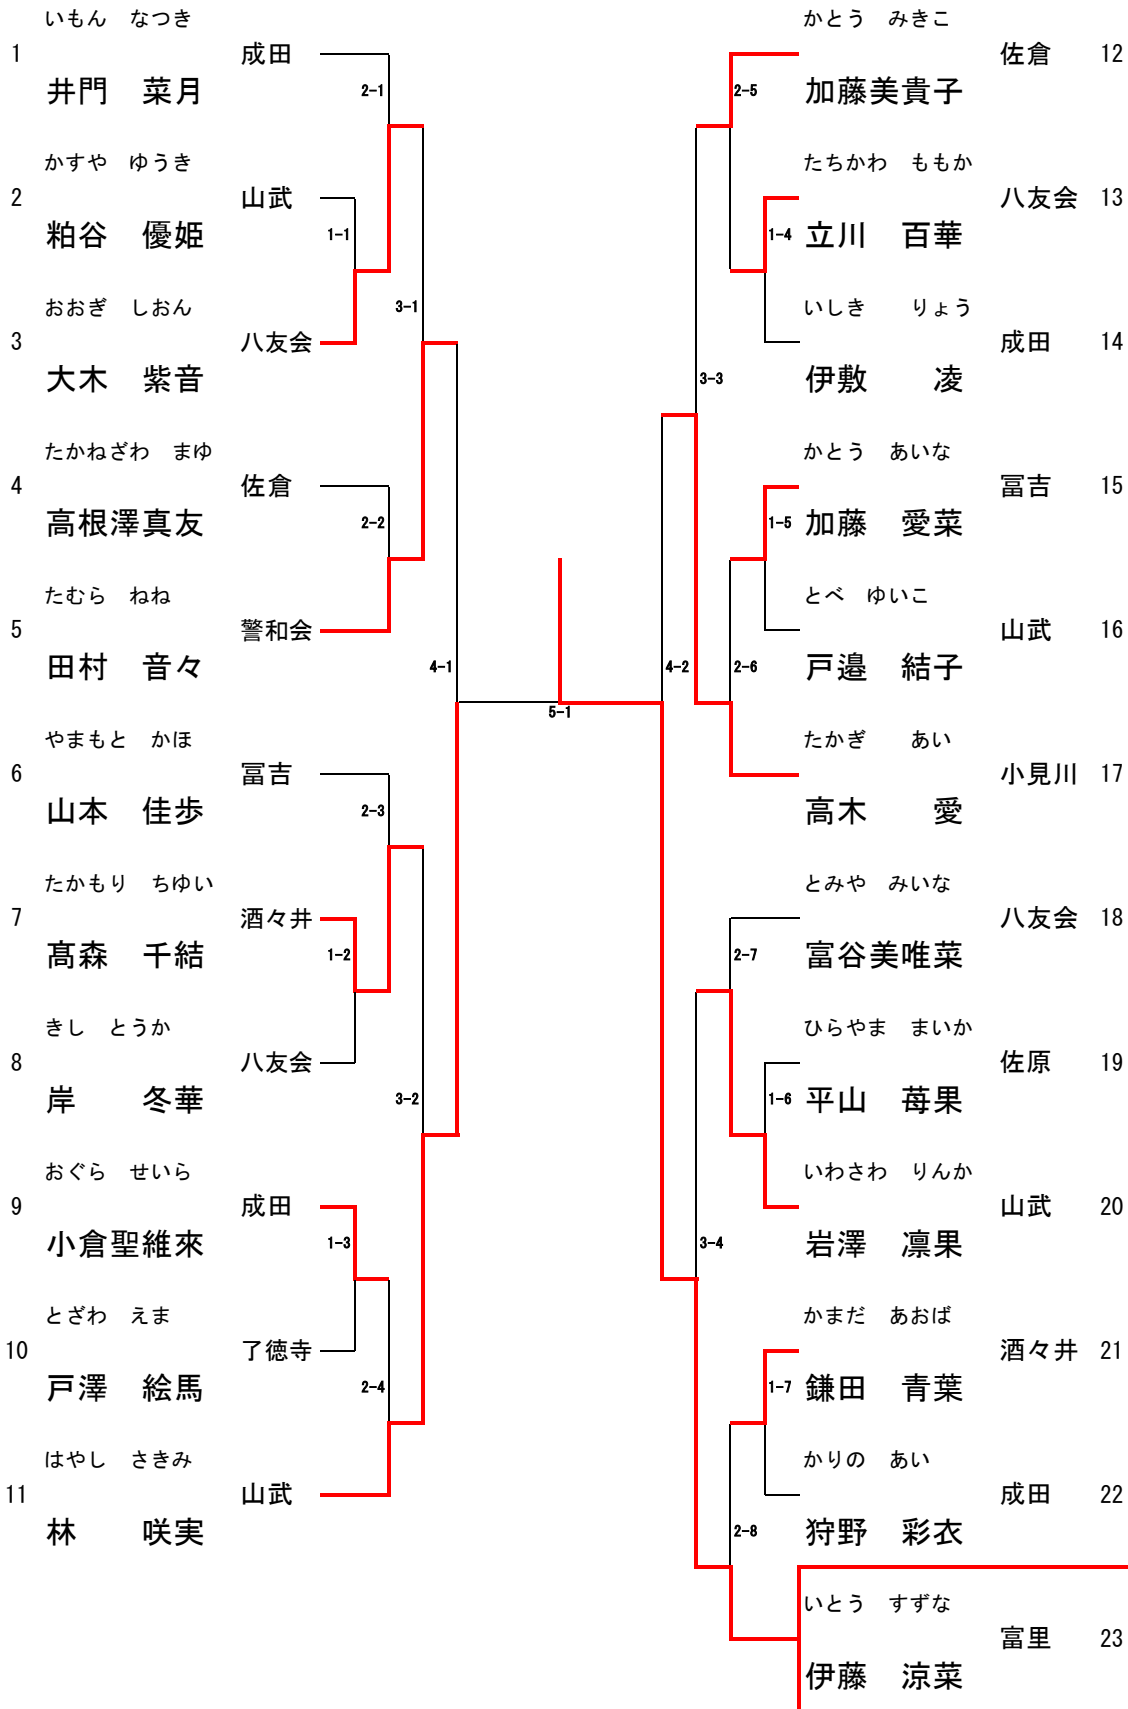 いもん　なつき
1 井門　菜月 成田
かすや　ゆうき
2 粕谷　優姫 山武
おおぎ　しおん
3 大木　紫音 八友会
たかねざわ　まゆ
4 高根澤真友 佐倉
たむら　ねね
5 田村　音々 警和会
やまもと　かほ
6 山本　佳歩 冨吉
たかもり　ちゆい
7 髙森　千結 酒々井
きし　とうか
8 岸　　冬華 八友会
おぐら　せいら
9 小倉聖維來 成田
とざわ　えま
10 戸澤　絵馬 了徳寺
はやし　さきみ
11 林　　咲実 山武
2-1
1-1
3-1
2-2
4-1
2-3
1-2
3-2
1-3
2-4
5-1
2-5
1-4
3-3
1-5
4-2
2-6
2-7
1-6
3-4
1-7
2-8
かとう　みきこ
加藤美貴子 佐倉 12
たちかわ　ももか
立川　百華 八友会 13
いしき　　りょう
伊敷　　凌 成田 14
かとう　あいな
加藤　愛菜 冨吉 15
とべ　ゆいこ
戸邉　結子 山武 16
たかぎ　　あい
高木　　愛 小見川 17
とみや　みいな
富谷美唯菜 八友会 18
ひらやま　まいか
平山　苺果 佐原 19
いわさわ　りんか
岩澤　凛果 山武 20
かまだ　あおば
鎌田　青葉 酒々井 21
かりの　あい
狩野　彩衣 成田 22
いとう　すずな
伊藤　涼菜 富里 23